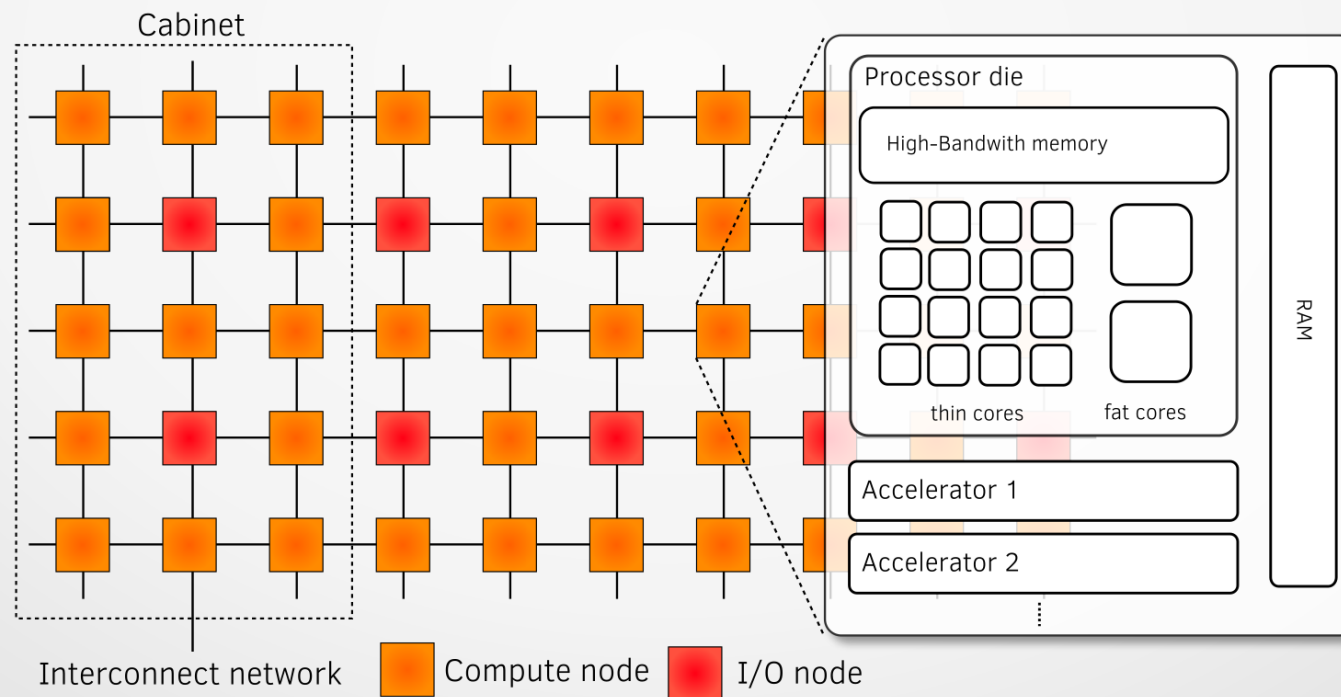 Cabinet
Processor die
High-Bandwith memory
thin cores
fat cores
RAM
Accelerator 1
Accelerator 2
Interconnect network
Compute node
I/O node